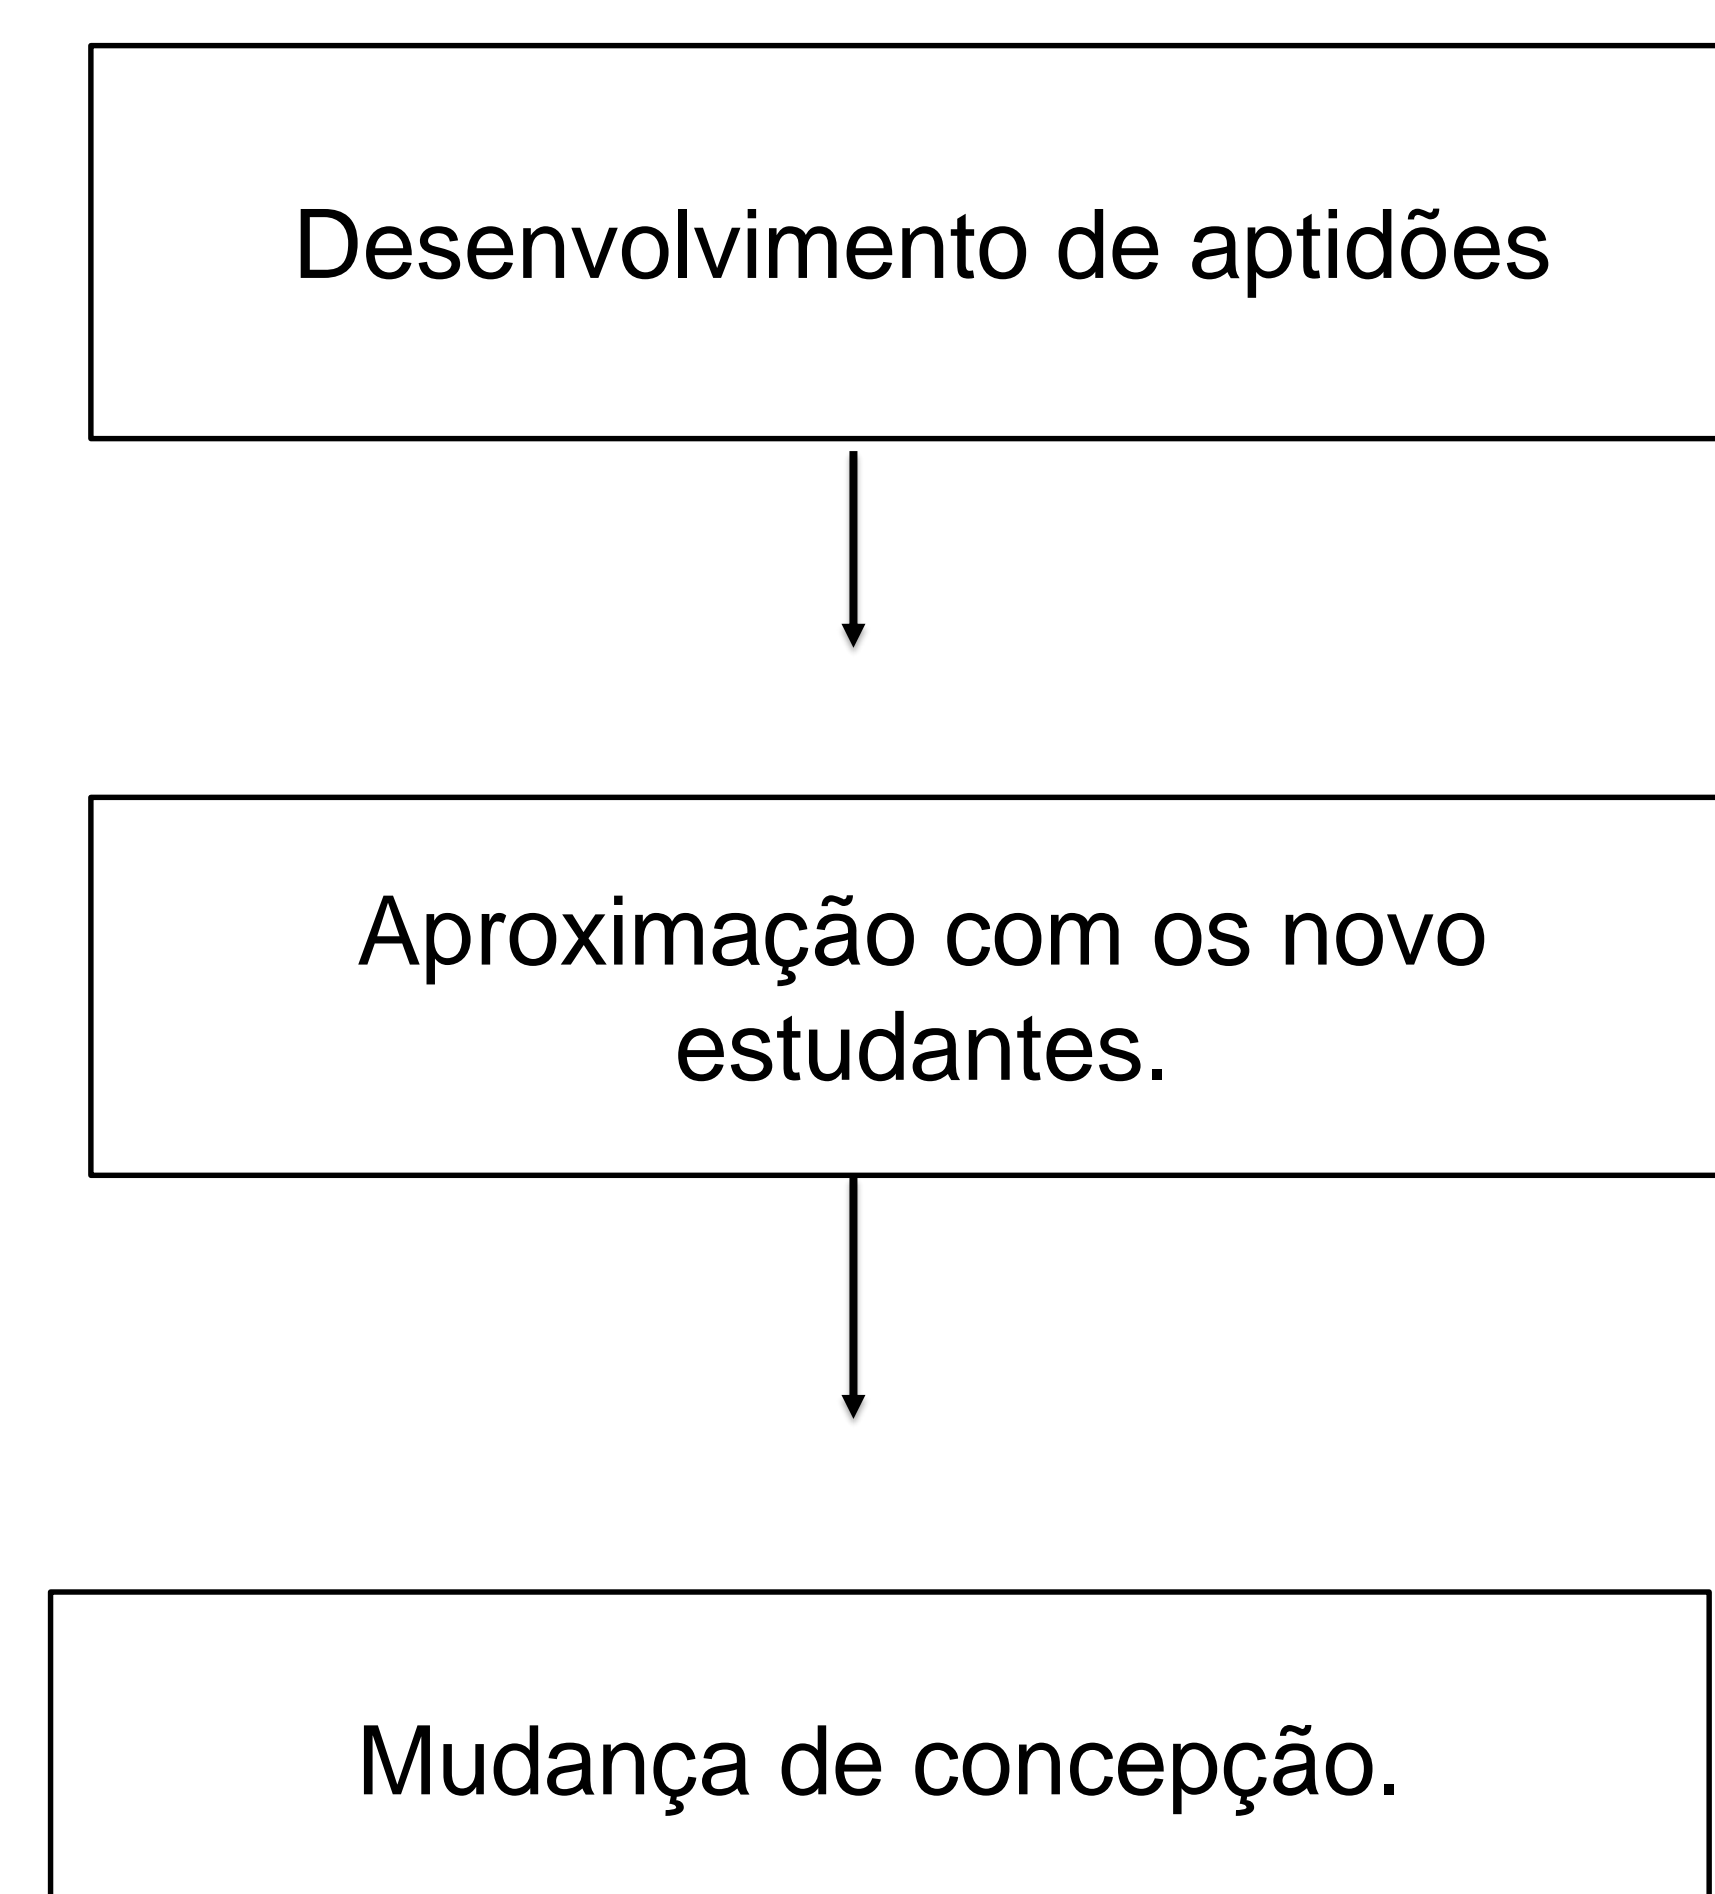 Desenvolvimento de aptidões
Aproximação com os novo
estudantes.
Mudança de concepção.